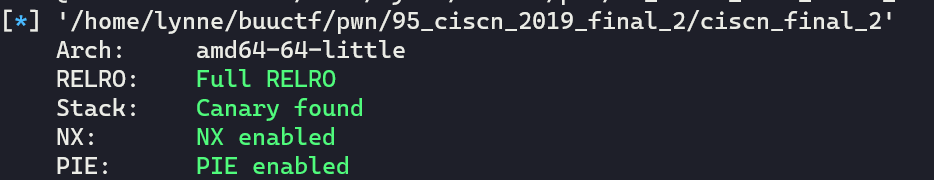 [*] '/home/lynne/buuctf/pwn/95_ciscn_2019_final_2/ciscn_final_2'
    Arch:     amd64-64-little
    RELRO:    Full RELRO
    Stack:    Canary found
    NX:       NX enabled
    PIE:      PIE enabled